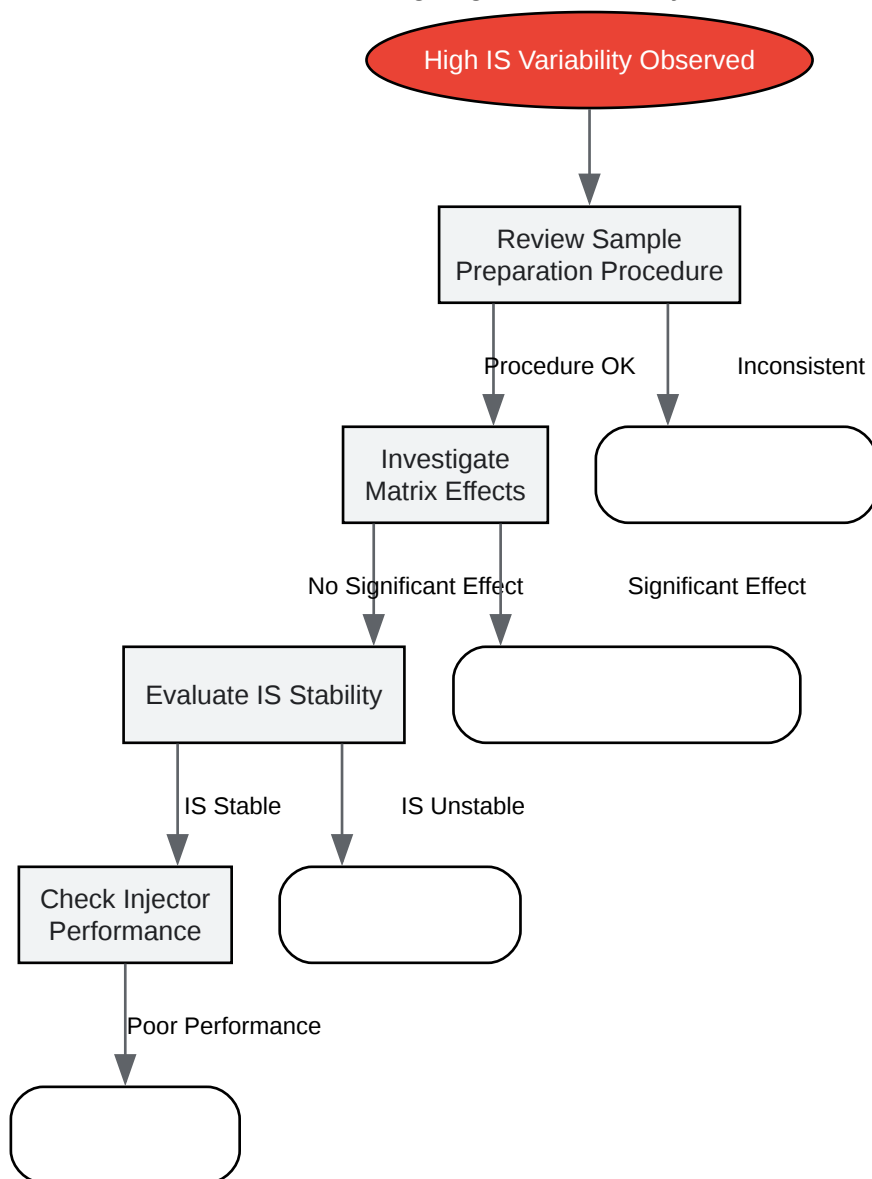 High IS Variability Observed
Review Sample
Preparation Procedure
Procedure OK
Inconsistent
Investigate
Matrix Effects
No Significant Effect
Significant Effect
Evaluate IS Stability
IS Stable
IS Unstable
Check Injector
Performance
Poor Performance